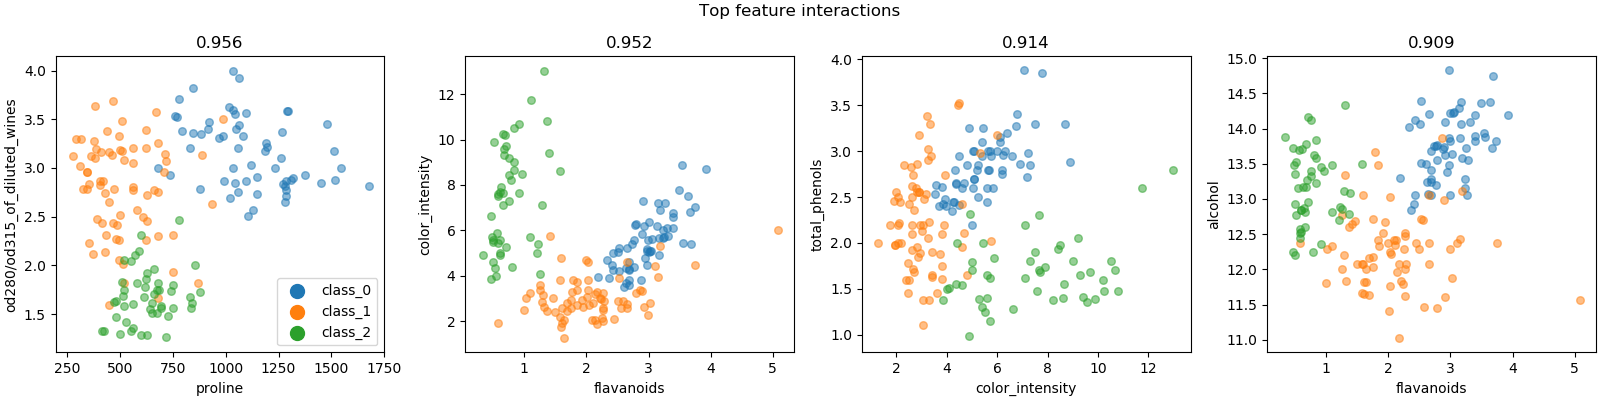 Top feature interactions
0.956
od280/od315_of_diluted_wines
4.0
3.5
3.0
2.5
2.0
1.5
250 500 750 1000 1250 1500 1750
proline
class_0
class_1
class_2
0.952
color_intensity
12
10
8
6
4
2
1 2 3 4 5
flavanoids
0.914
total_phenols
4.0
3.5
3.0
2.5
2.0
1.5
1.0
2 4 6 8 10 12
color_intensity
0.909
alcohol
15.0
14.5
14.0
13.5
13.0
12.5
12.0
11.5
11.0
1 2 3 4 5
flavanoids